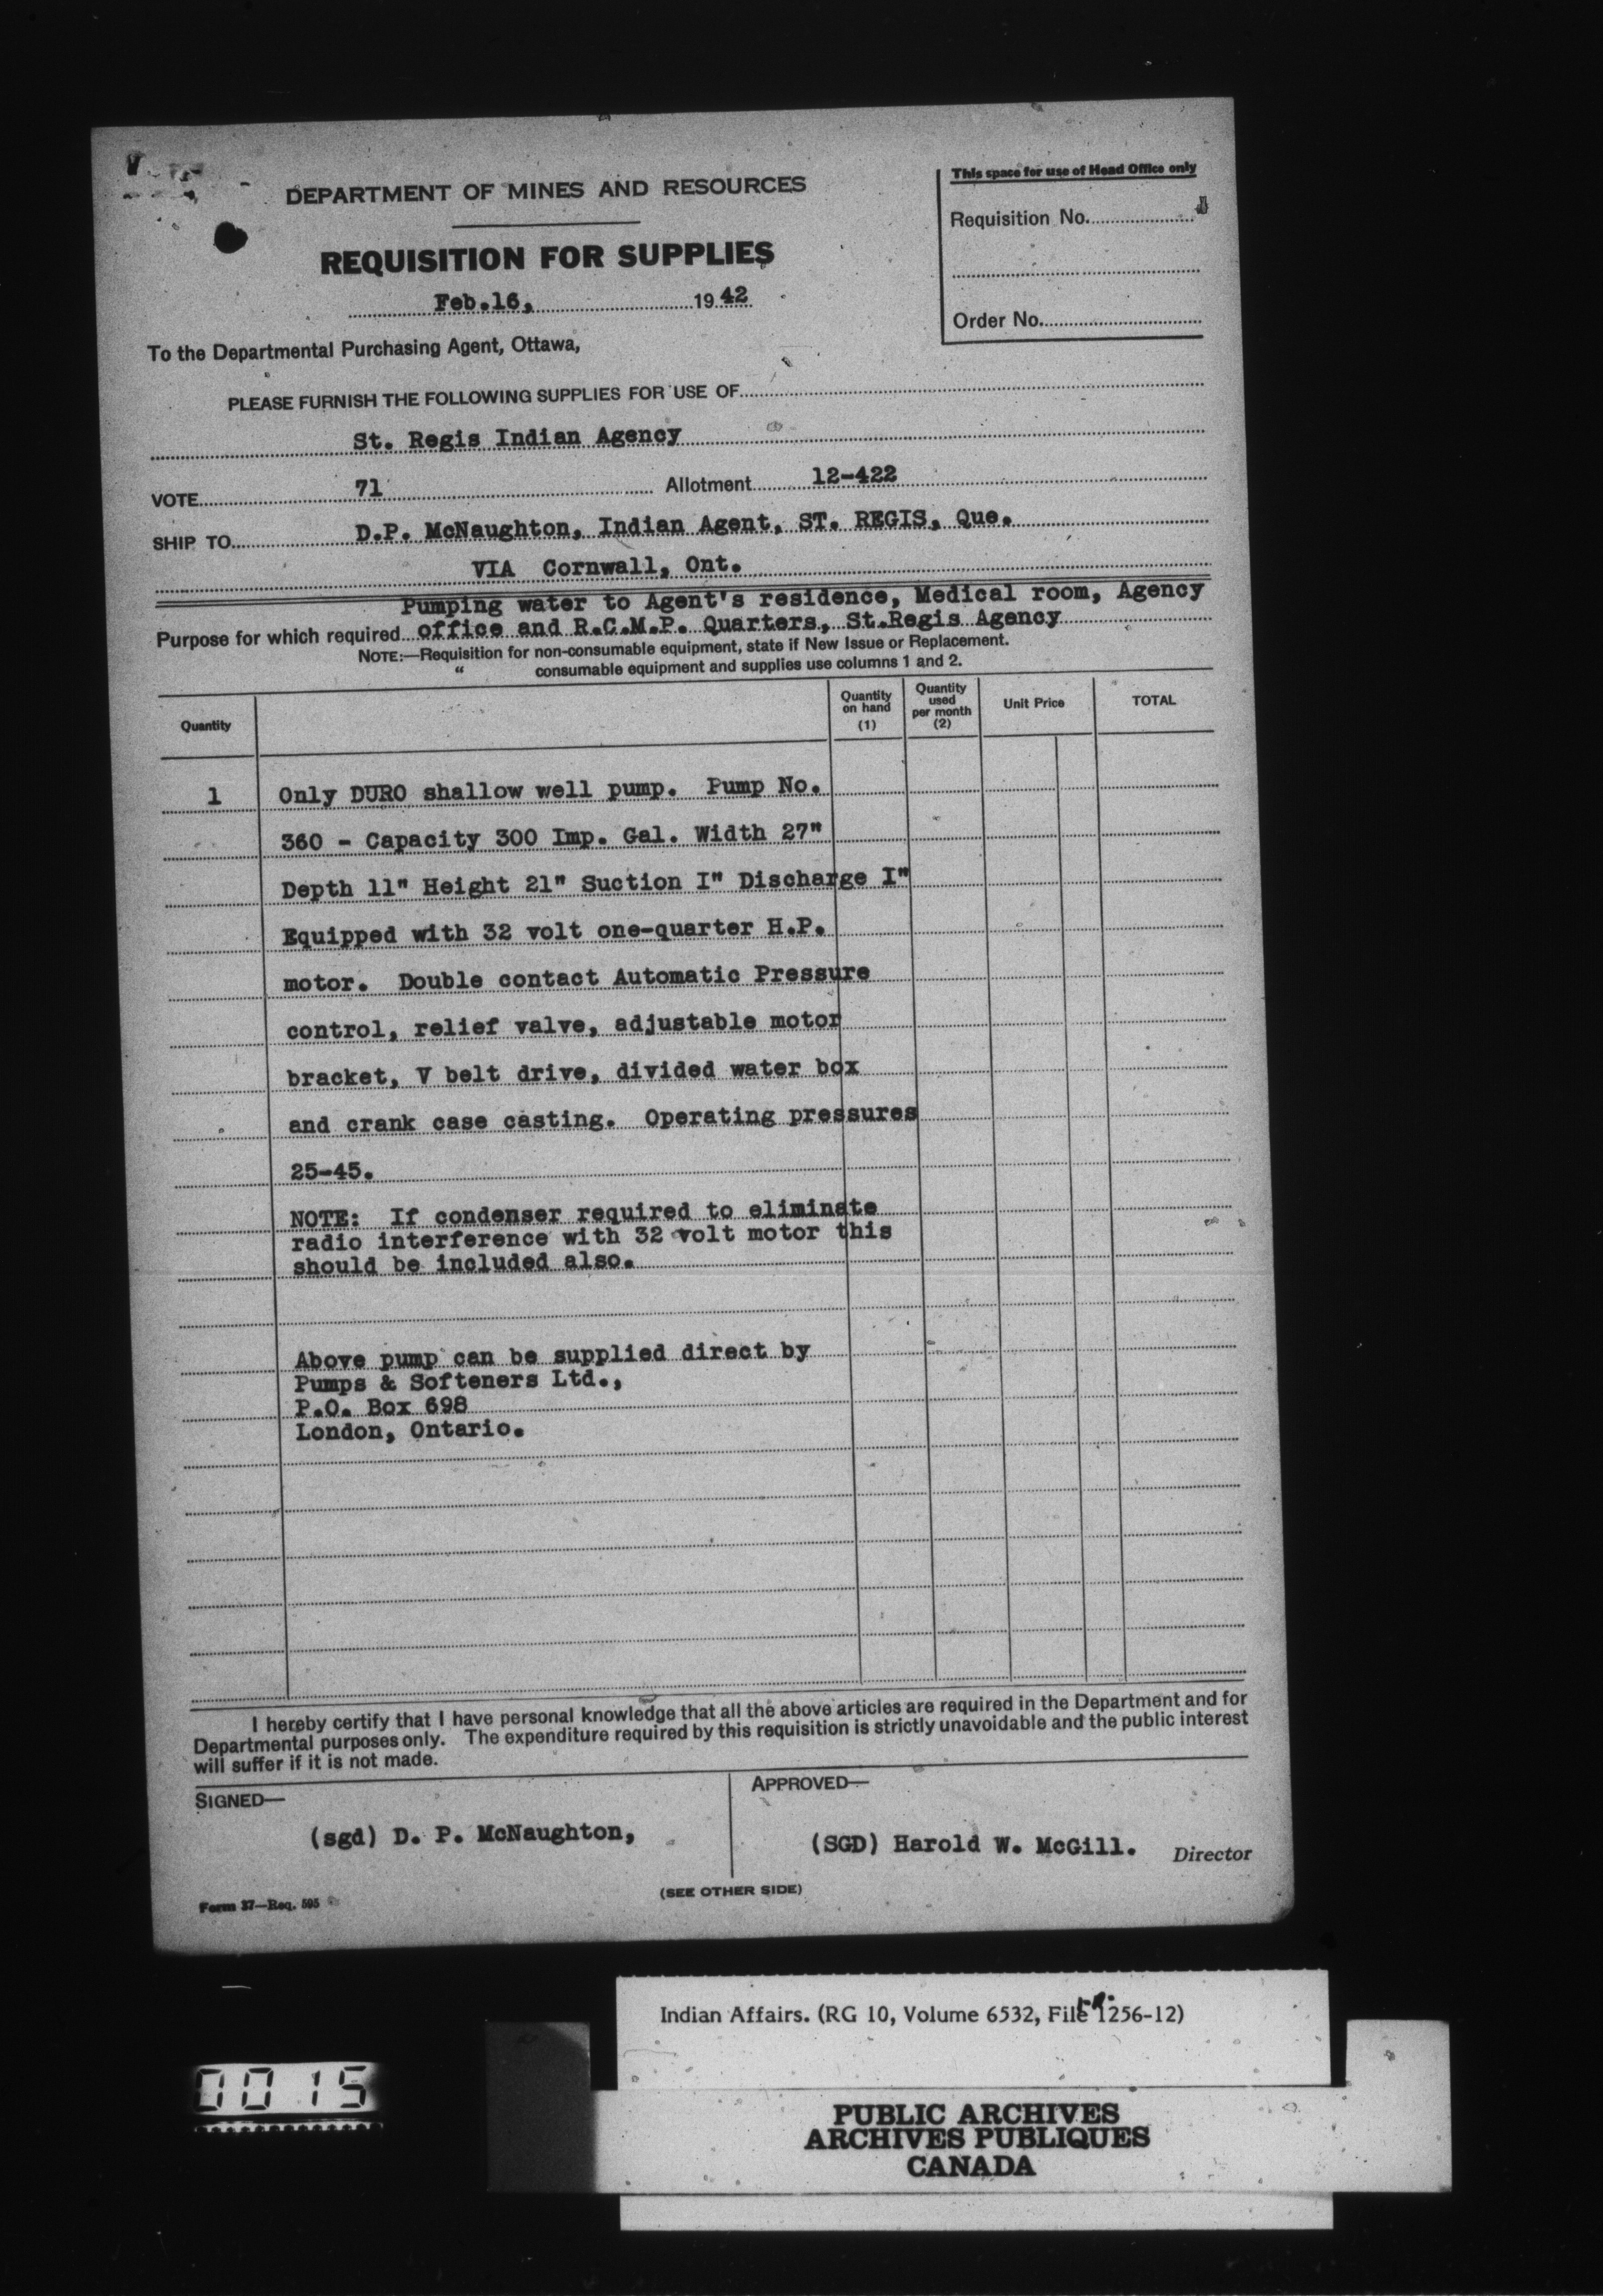 DEPARTMENT OF MINES AND RESOURCES
REQUISITION FOR SUPPLIES
Feb.16, 1942
This space for use of Head Office only
Requisition No.
Order No.
To the Departmental Purchasing Agent, Ottawa,
PLEASE FURNISH THE FOLLOWING SUPPLIES FOR USE OF
St. Regis Indian Agency
VOTE 71 Allotment 12-422
SHIP TO D.P. McNaughton, Indian Agent, ST. REGIS, Que.
VIA Cornwall, Ont.
Pumping water to Agent's residence, Medical room, Agency
Purpose for which required office and R.C.M.P. Quarters, St.Regis Agency
NOTE:—Requisition for non-consumable equipment, state if New Issue or Replacement.
" consumable equipment and supplies use columns 1 and 2.
Quantity
Quantity on hand (1)
Quantity used per month (2)
Unit Price
TOTAL
1 Only DURO shallow well pump. Pump No.
360 - Capacity 300 Imp. Gal. Width 27"
Depth 11" Height 21" Suction I" Discharge I"
Equipped with 32 volt one-quarter H.P.
motor. Double contact Automatic Pressure
control, relief valve, adjustable motor
bracket, V belt drive, divided water box
and crank case casting. Operating pressures
25-45.
NOTE: If condenser required to eliminate
radio interference with 32 volt motor this
should be included also.
Above pump can be supplied direct by
Pumps & Softeners Ltd.,
P.O. Box 698
London, Ontario.
I hereby certify that I have personal knowledge that all the above articles are required in the Department and for
Departmental purposes only. The expenditure required by this requisition is strictly unavoidable and the public interest
will suffer if it is not made.
SIGNED—
(sgd) D. P. McNaughton,
APPROVED—
(SGD) Harold W. McGill. Director
(SEE OTHER SIDE)
Form 37—Req. 595
Indian Affairs. (RG 10, Volume 6532, File 1256-12)
0015
PUBLIC ARCHIVES
ARCHIVES PUBLIQUES
CANADA